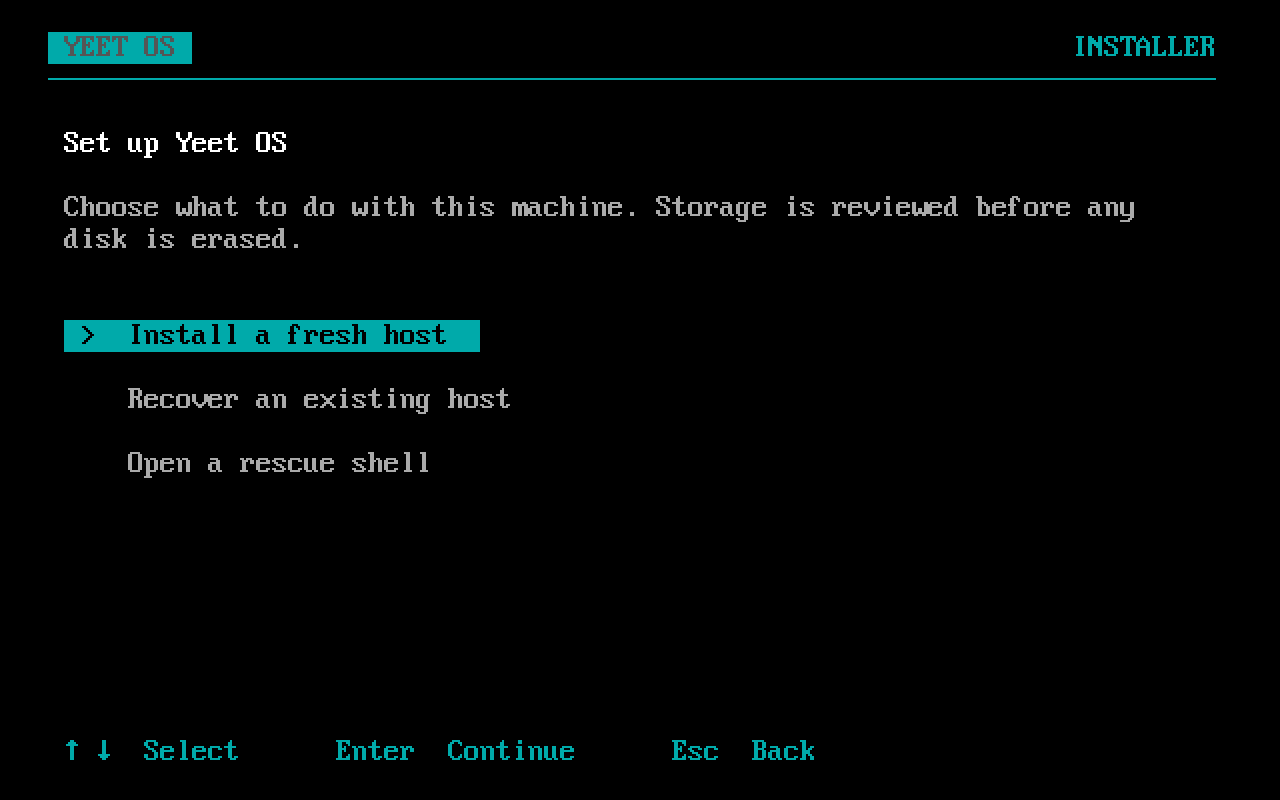 YEET OS
INSTALLER
Set up Yeet OS
Choose what to do with this machine. Storage is reviewed before any
disk is erased.
> Install a fresh host
Recover an existing host
Open a rescue shell
↑ ↓ Select Enter Continue Esc Back